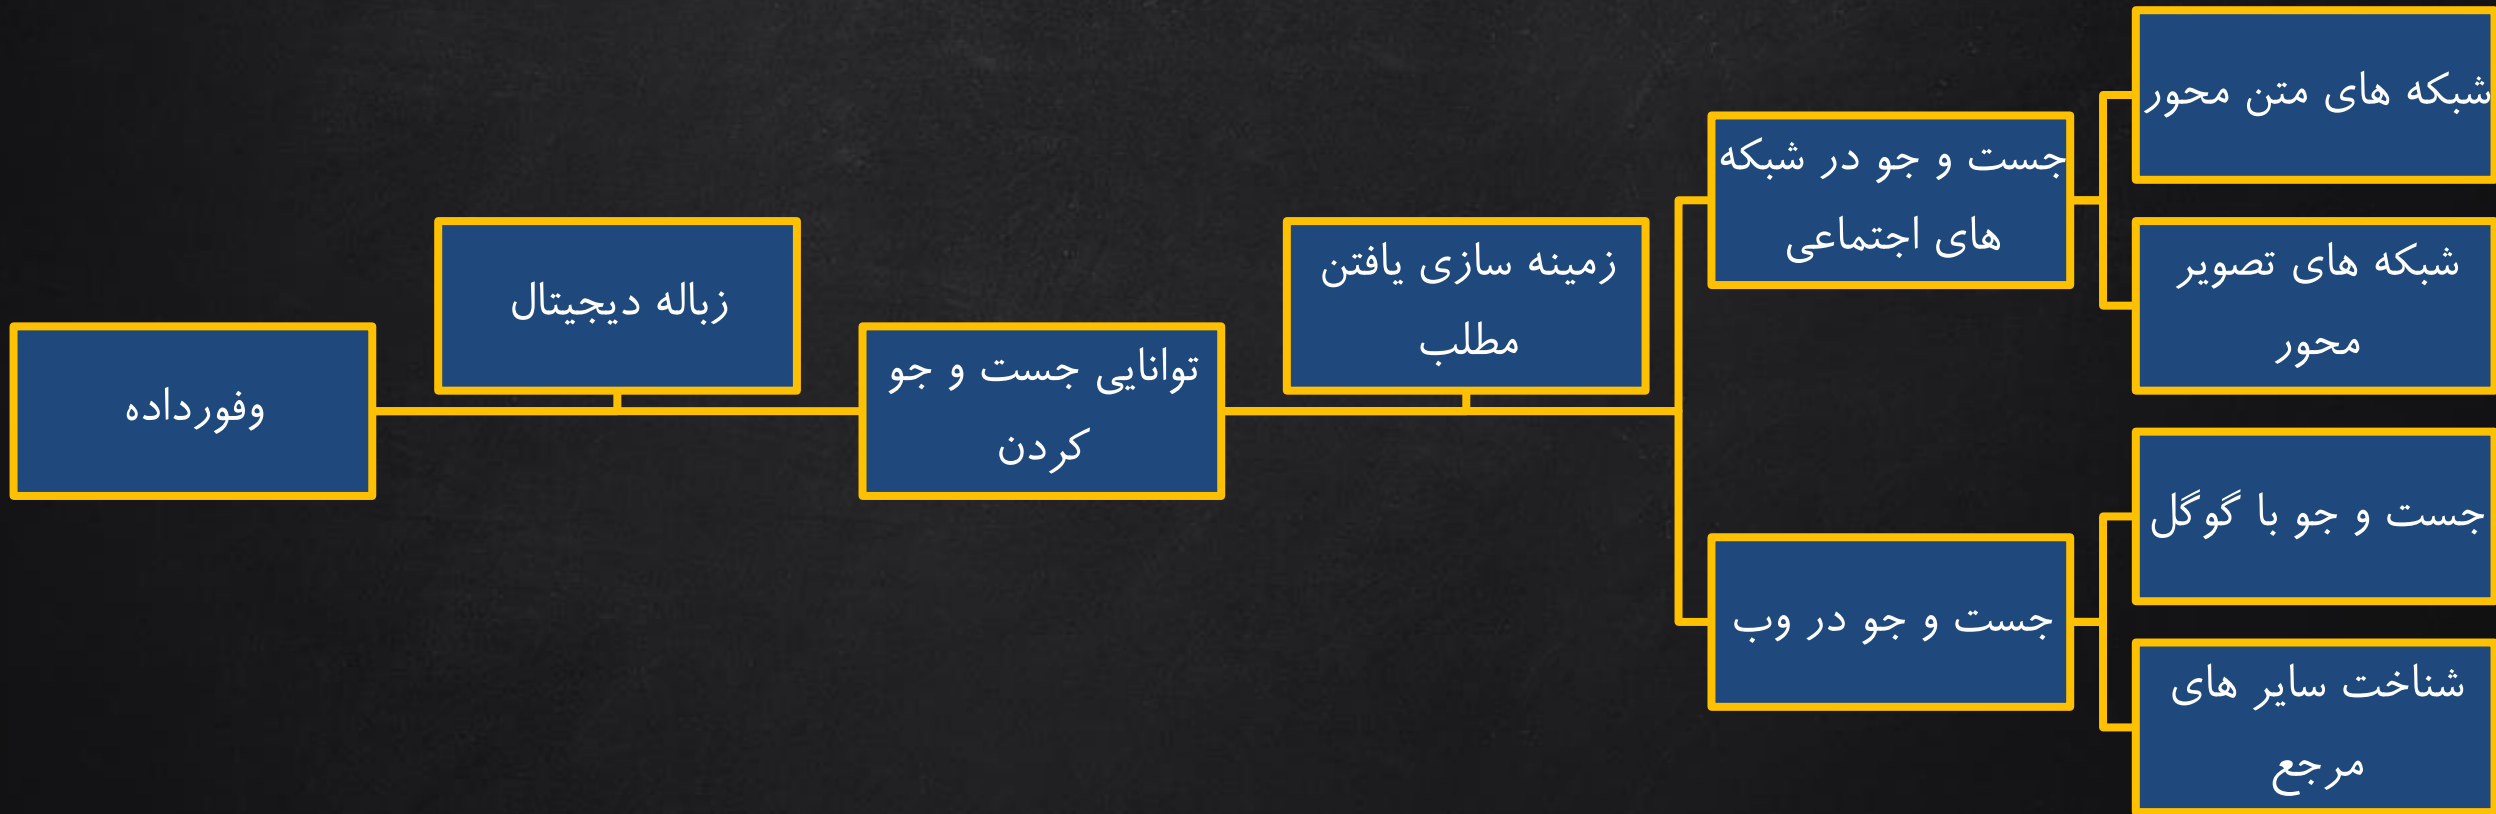 وفورداده
زباله دیجیتال
توانایی جست و جو
کردن
زمینه سازی یافتن
مطلب
جست و جو در شبکه
های اجتماعی
شبکه های متن محور
شبکه های تصویر
محور
جست و جو در وب
جست و جو با گوگل
شناخت سایر های
مرجع